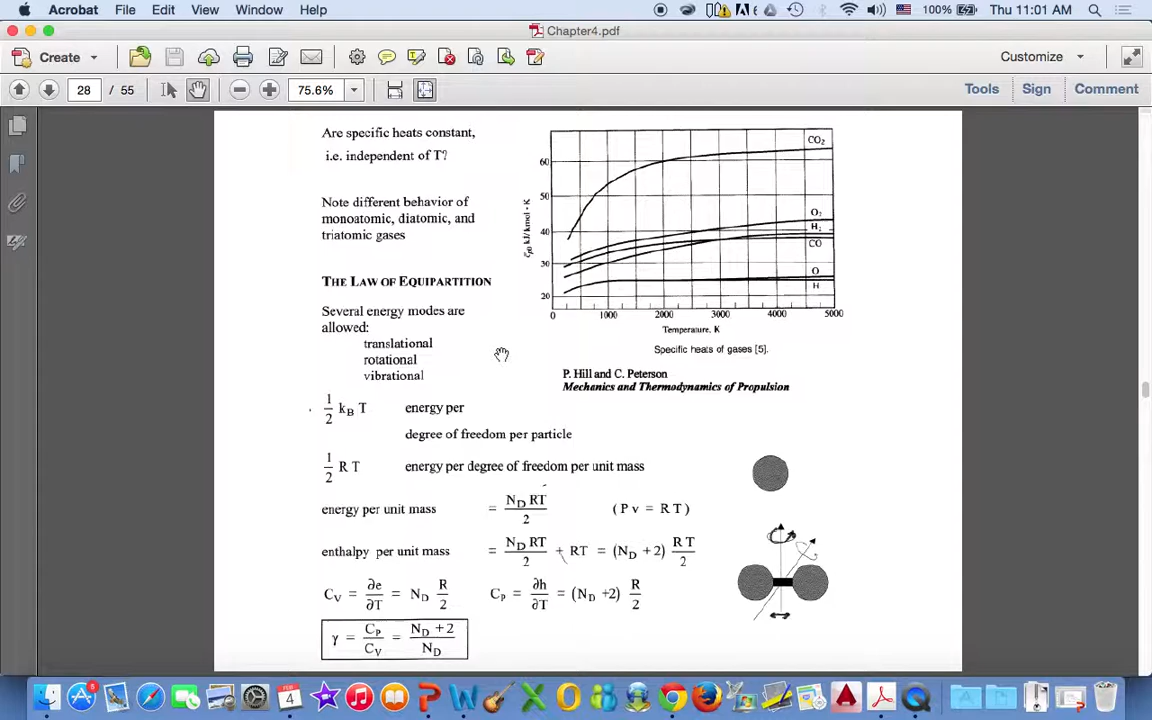 Acrobat File Edit View Window Help 100% Thu 11:01 AM
Chapter4.pdf
Create Customize
28 / 55 75.6% Tools Sign Comment
Are specific heats constant,
i.e. independent of T?
Note different behavior of
monoatomic, diatomic, and
triatomic gases
THE LAW OF EQUIPARTITION
Several energy modes are
allowed:
translational
rotational
vibrational
60
50
40
30
20
c̄p0 kJ/kmol·K
CO2
O2
H2
CO
O
H
0 1000 2000 3000 4000 5000
Temperature, K
Specific heats of gases [5].
P. Hill and C. Peterson
Mechanics and Thermodynamics of Propulsion
1/2 kB T energy per
degree of freedom per particle
1/2 R T energy per degree of freedom per unit mass
energy per unit mass = ND RT/2 (P v = R T)
enthalpy per unit mass = ND RT/2 + RT = (ND +2) R T/2
CV = ∂e/∂T = ND R/2 CP = ∂h/∂T = (ND +2) R/2
γ = CP/CV = ND +2/ND
5
FEB
4